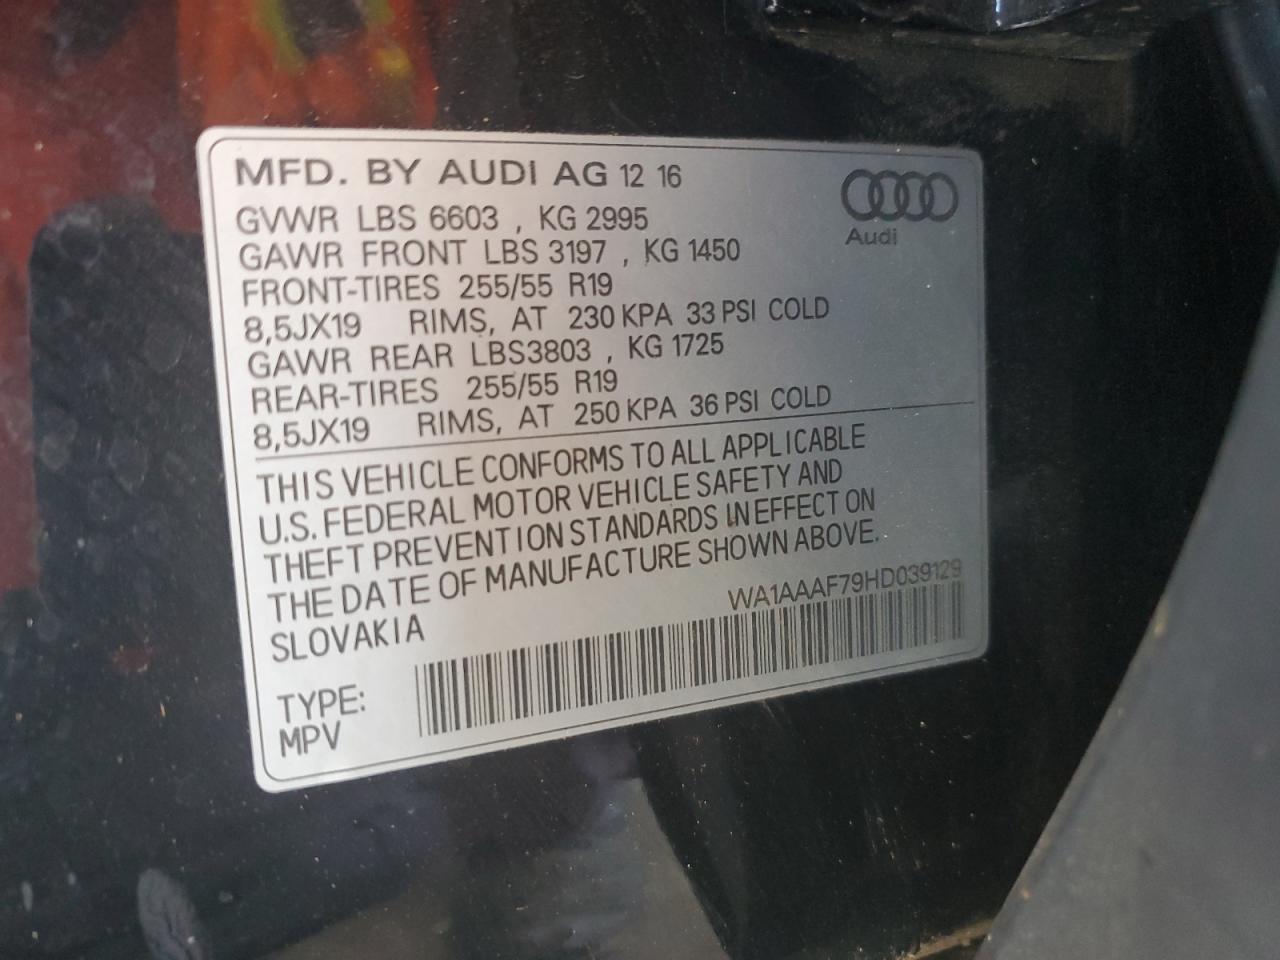 MFD. BY AUDI AG 12 16
GVWR LBS 6603 , KG 2995
GAWR FRONT LBS 3197 , KG 1450
FRONT-TIRES 255/55 R19
8,5JX19 RIMS, AT 230 KPA 33 PSI COLD
GAWR REAR LBS3803 , KG 1725
REAR-TIRES 255/55 R19
8,5JX19 RIMS, AT 250 KPA 36 PSI COLD
Audi
THIS VEHICLE CONFORMS TO ALL APPLICABLE
U.S. FEDERAL MOTOR VEHICLE SAFETY AND
THEFT PREVENTION STANDARDS IN EFFECT ON
THE DATE OF MANUFACTURE SHOWN ABOVE.
SLOVAKIA
WA1AAAF79HD039129
TYPE:
MPV